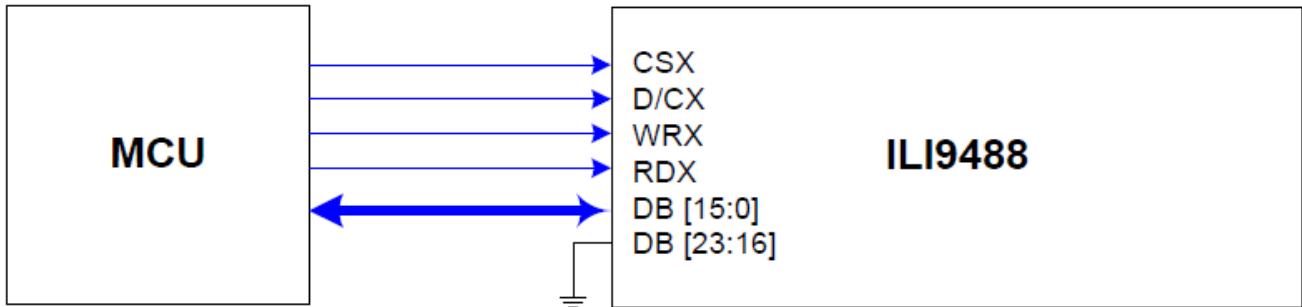 MCU
CSX
D/CX
WRX
RDX
DB [15:0]
DB [23:16]
ILI9488